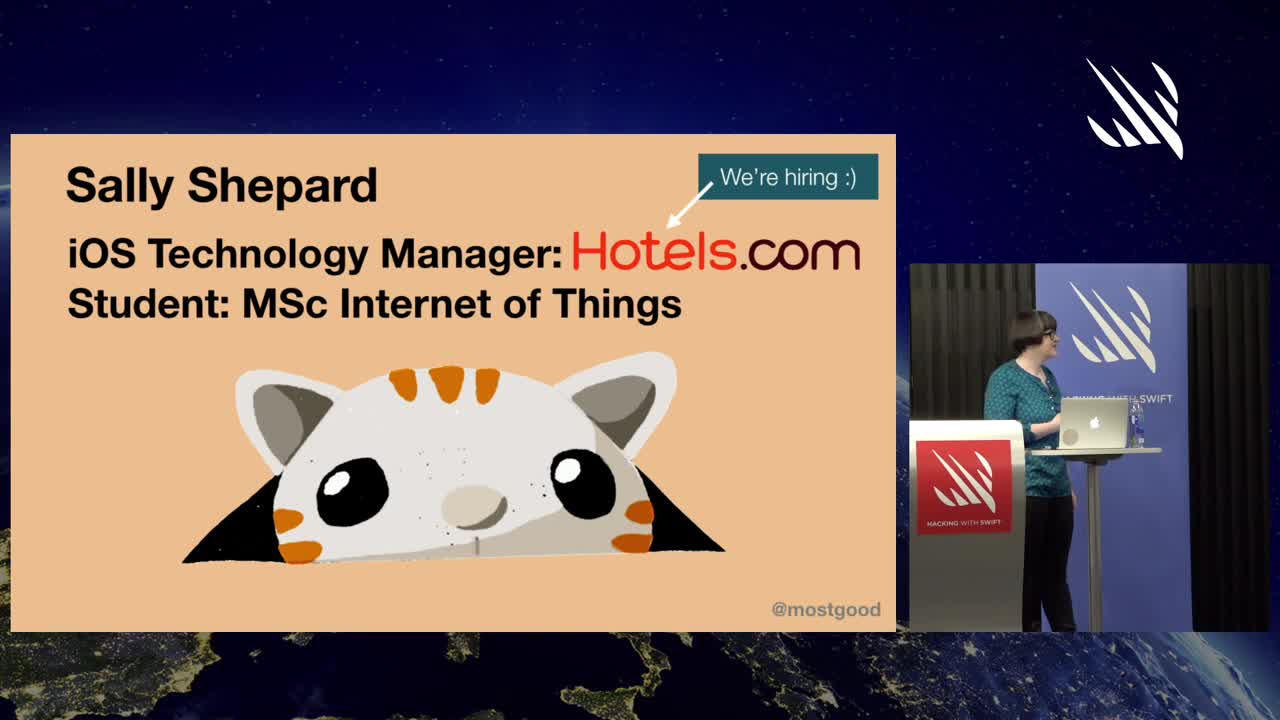 Sally Shepard
We're hiring :)
iOS Technology Manager: Hotels.com
Student: MSc Internet of Things
@mostgood
HACKING WITH SWIFT
HACKING WITH SWIFT